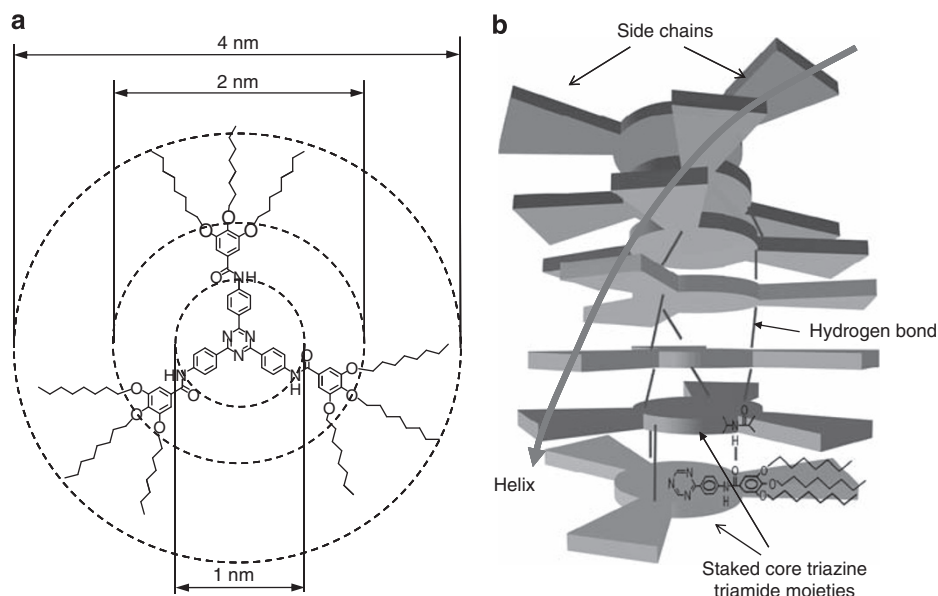 a
4 nm
2 nm
O
O
O
O
NH
N
N
N
HN
O
O
O
O
O
N
H
O
O
O
1 nm
b
Side chains
Hydrogen bond
Helix
N
O
H
O
N
N
N
N
H
O
O
O
Staked core triazine
triamide moieties